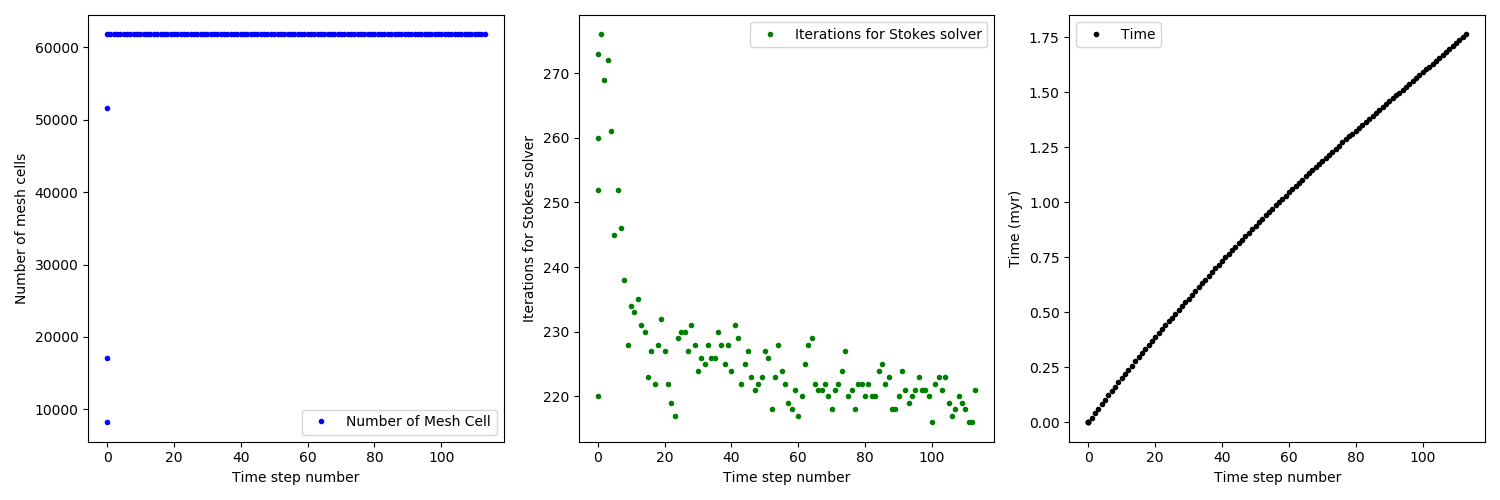 Number of mesh cells
60000
50000
40000
30000
20000
10000
Number of Mesh Cell
0 20 40 60 80 100
Time step number
Iterations for Stokes solver
270
260
250
240
230
220
Iterations for Stokes solver
0 20 40 60 80 100
Time step number
Time (myr)
1.75
1.50
1.25
1.00
0.75
0.50
0.25
0.00
Time
0 20 40 60 80 100
Time step number